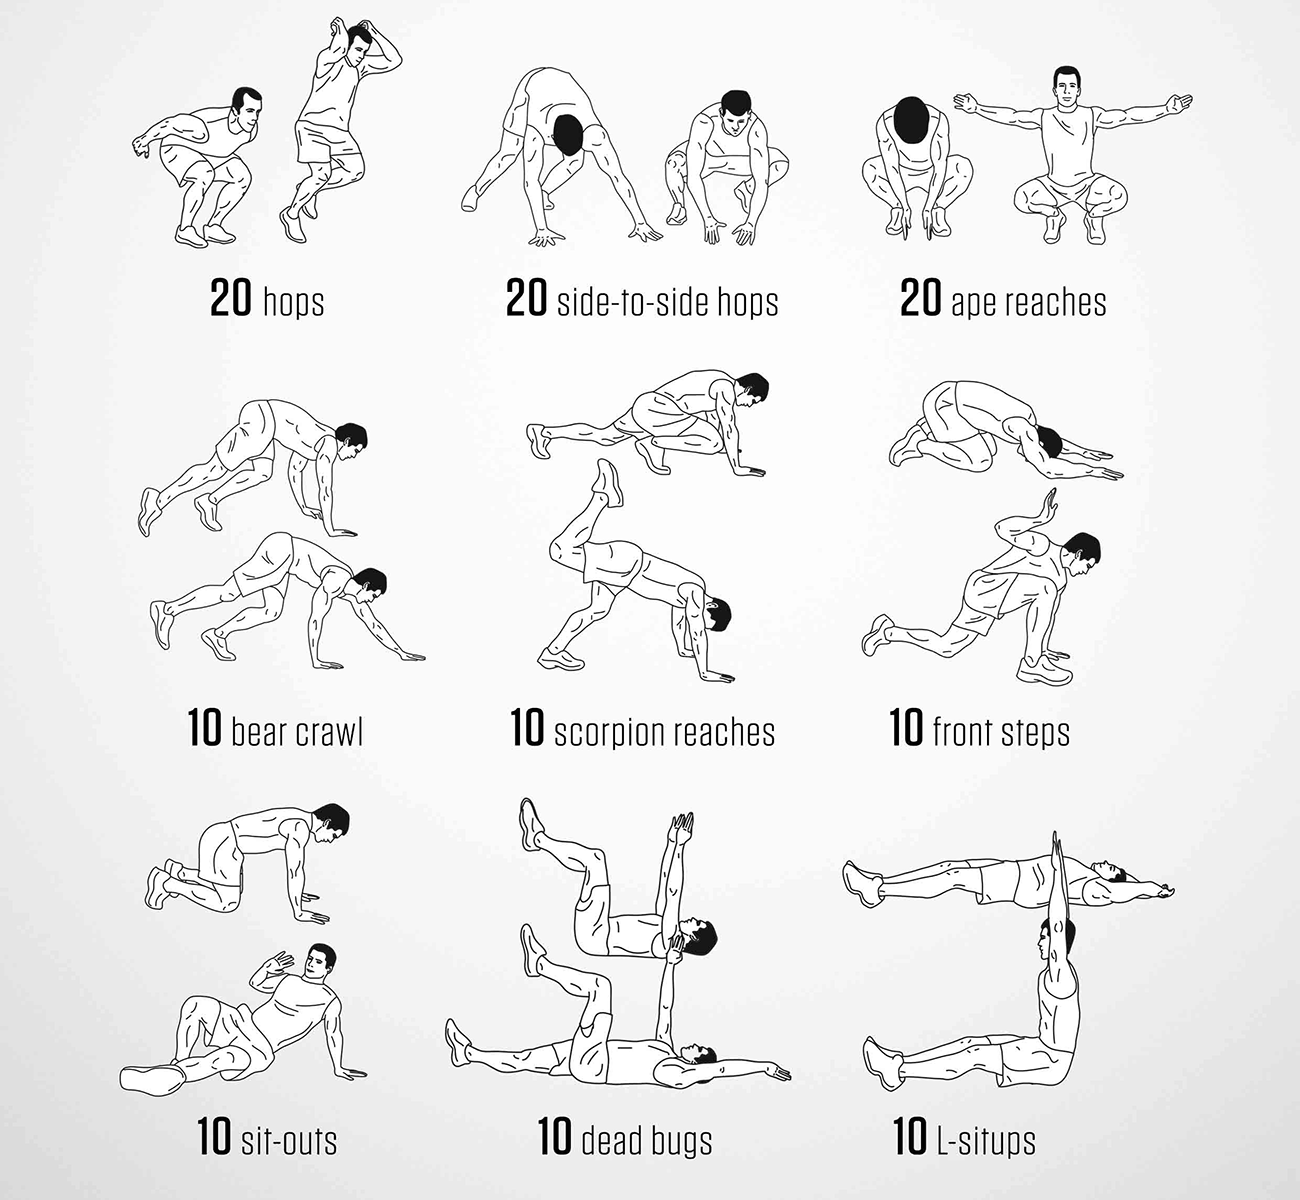 20 hops
20 side-to-side hops
20 ape reaches
10 bear crawl
10 scorpion reaches
10 front steps
10 sit-outs
10 dead bugs
10 L-situps